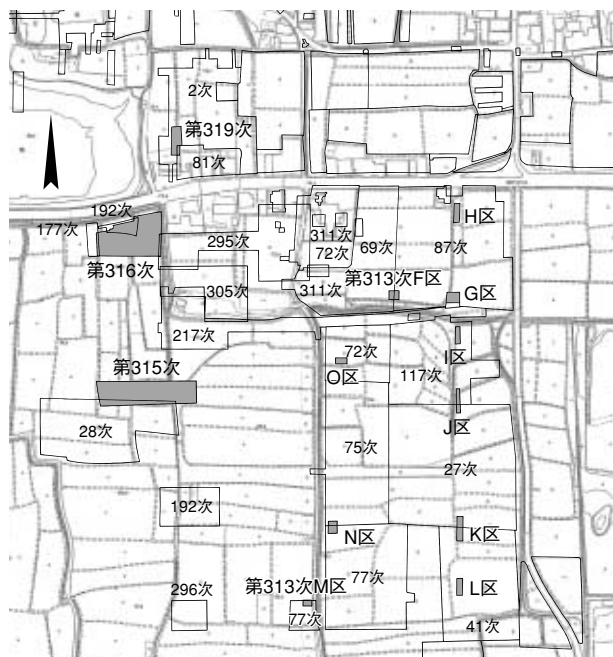 2次
第319次
81次
192次
177次
第316次
295次
311次
72次
69次
87次
H区
第313次F区
305次
311次
G区
217次
72次
O区
117次
I区
第315次
J区
28次
75次
27次
192次
N区
K区
296次
第313次M区
77次
77次
L区
41次